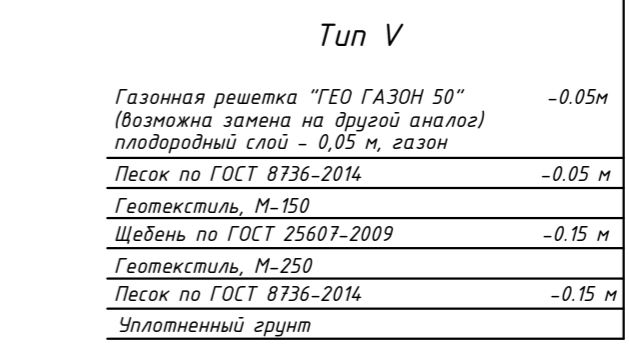 Тип V
Газонная решетка "ГЕО ГАЗОН 50" -0.05м
(возможна замена на другой аналог)
плодородный слой - 0,05 м, газон
Песок по ГОСТ 8736-2014 -0.05 м
Геотекстиль, М-150
Щебень по ГОСТ 25607-2009 -0.15 м
Геотекстиль, М-250
Песок по ГОСТ 8736-2014 -0.15 м
Уплотненный грунт